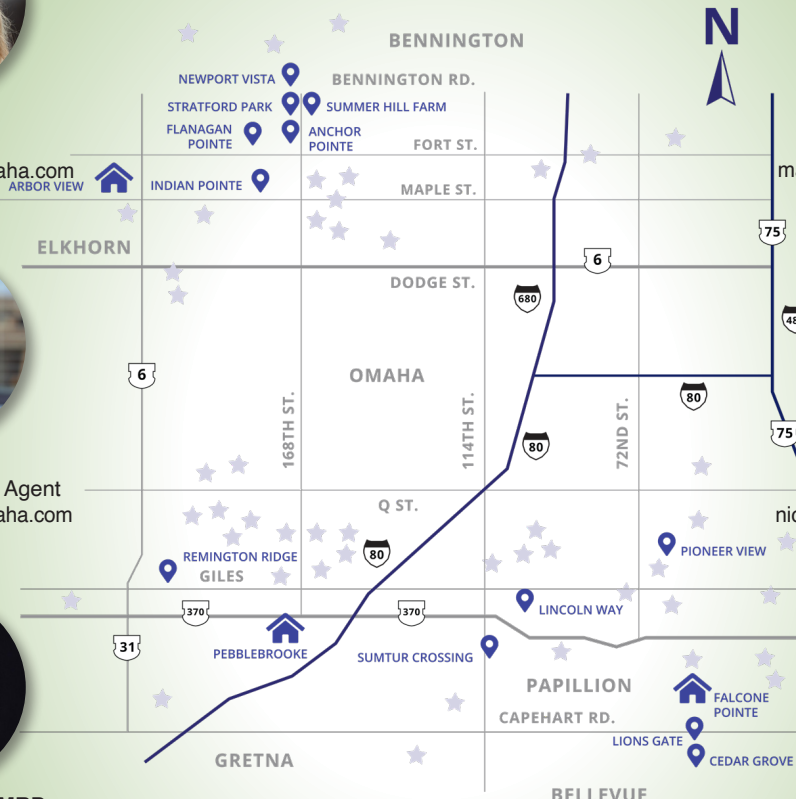 N
BENNINGTON
NEWPORT VISTA
BENNINGTON RD.
STRATFORD PARK
SUMMER HILL FARM
FLANAGAN
POINTE
ANCHOR
POINTE
FORT ST.
aha.com
ARBOR VIEW
INDIAN POINTE
MAPLE ST.
75
ELKHORN
6
DODGE ST.
680
48
6
OMAHA
80
168TH ST.
114TH ST.
72ND ST.
75
80
Agent
aha.com
Q ST.
nic
80
REMINGTON RIDGE
GILES
PIONEER VIEW
370
370
LINCOLN WAY
31
PEBBLEBROOKE
SUMTUR CROSSING
PAPILLION
FALCONE
POINTE
CAPEHART RD.
LIONS GATE
GRETNA
CEDAR GROVE
BELLEVUE